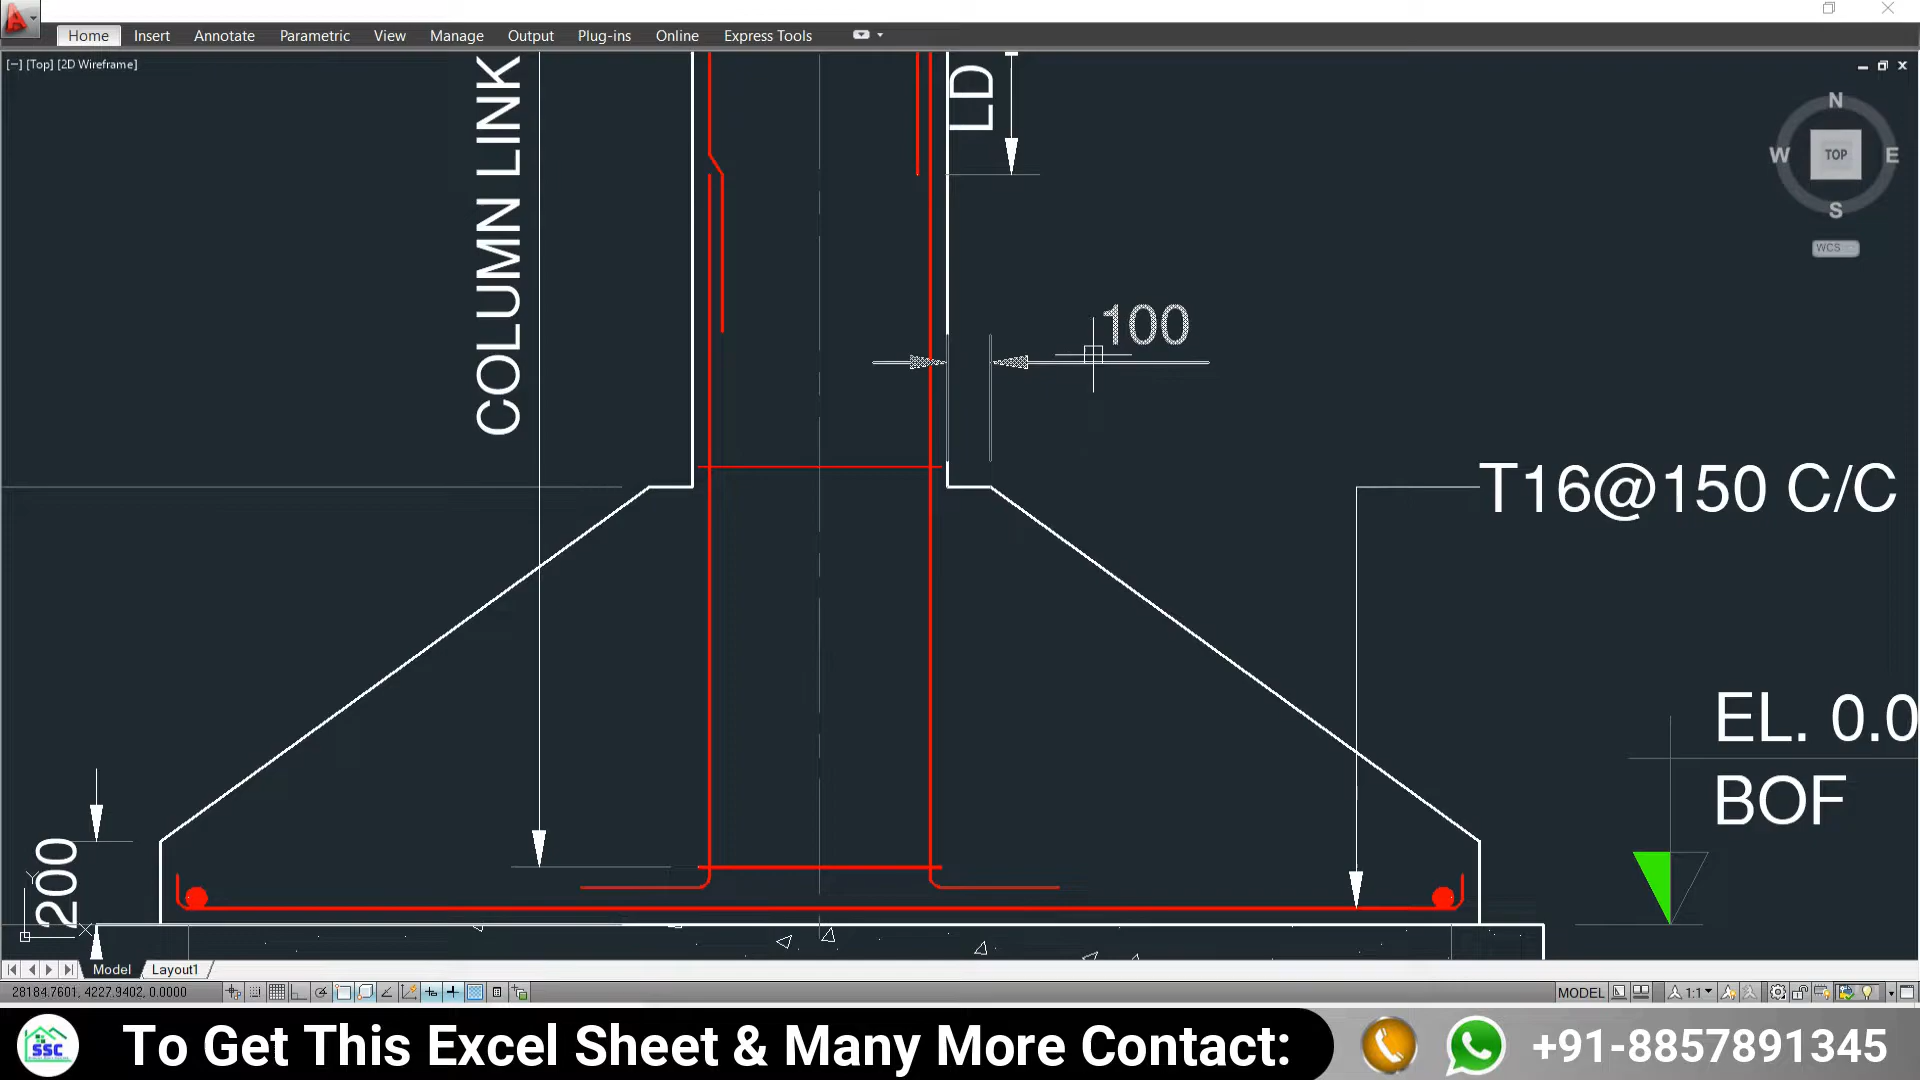 Home Insert Annotate Parametric View Manage Output Plug-ins Online Express Tools
[−] [Top] [2D Wireframe]
COLUMN LINK
LD
N
W TOP E
S
WCS
100
T16@150 C/C
EL. 0.0
BOF
200
Y
X
Model Layout1
28184.7601, 4227.9402, 0.0000
MODEL
1:1
SSC
To Get This Excel Sheet & Many More Contact:
+91-8857891345